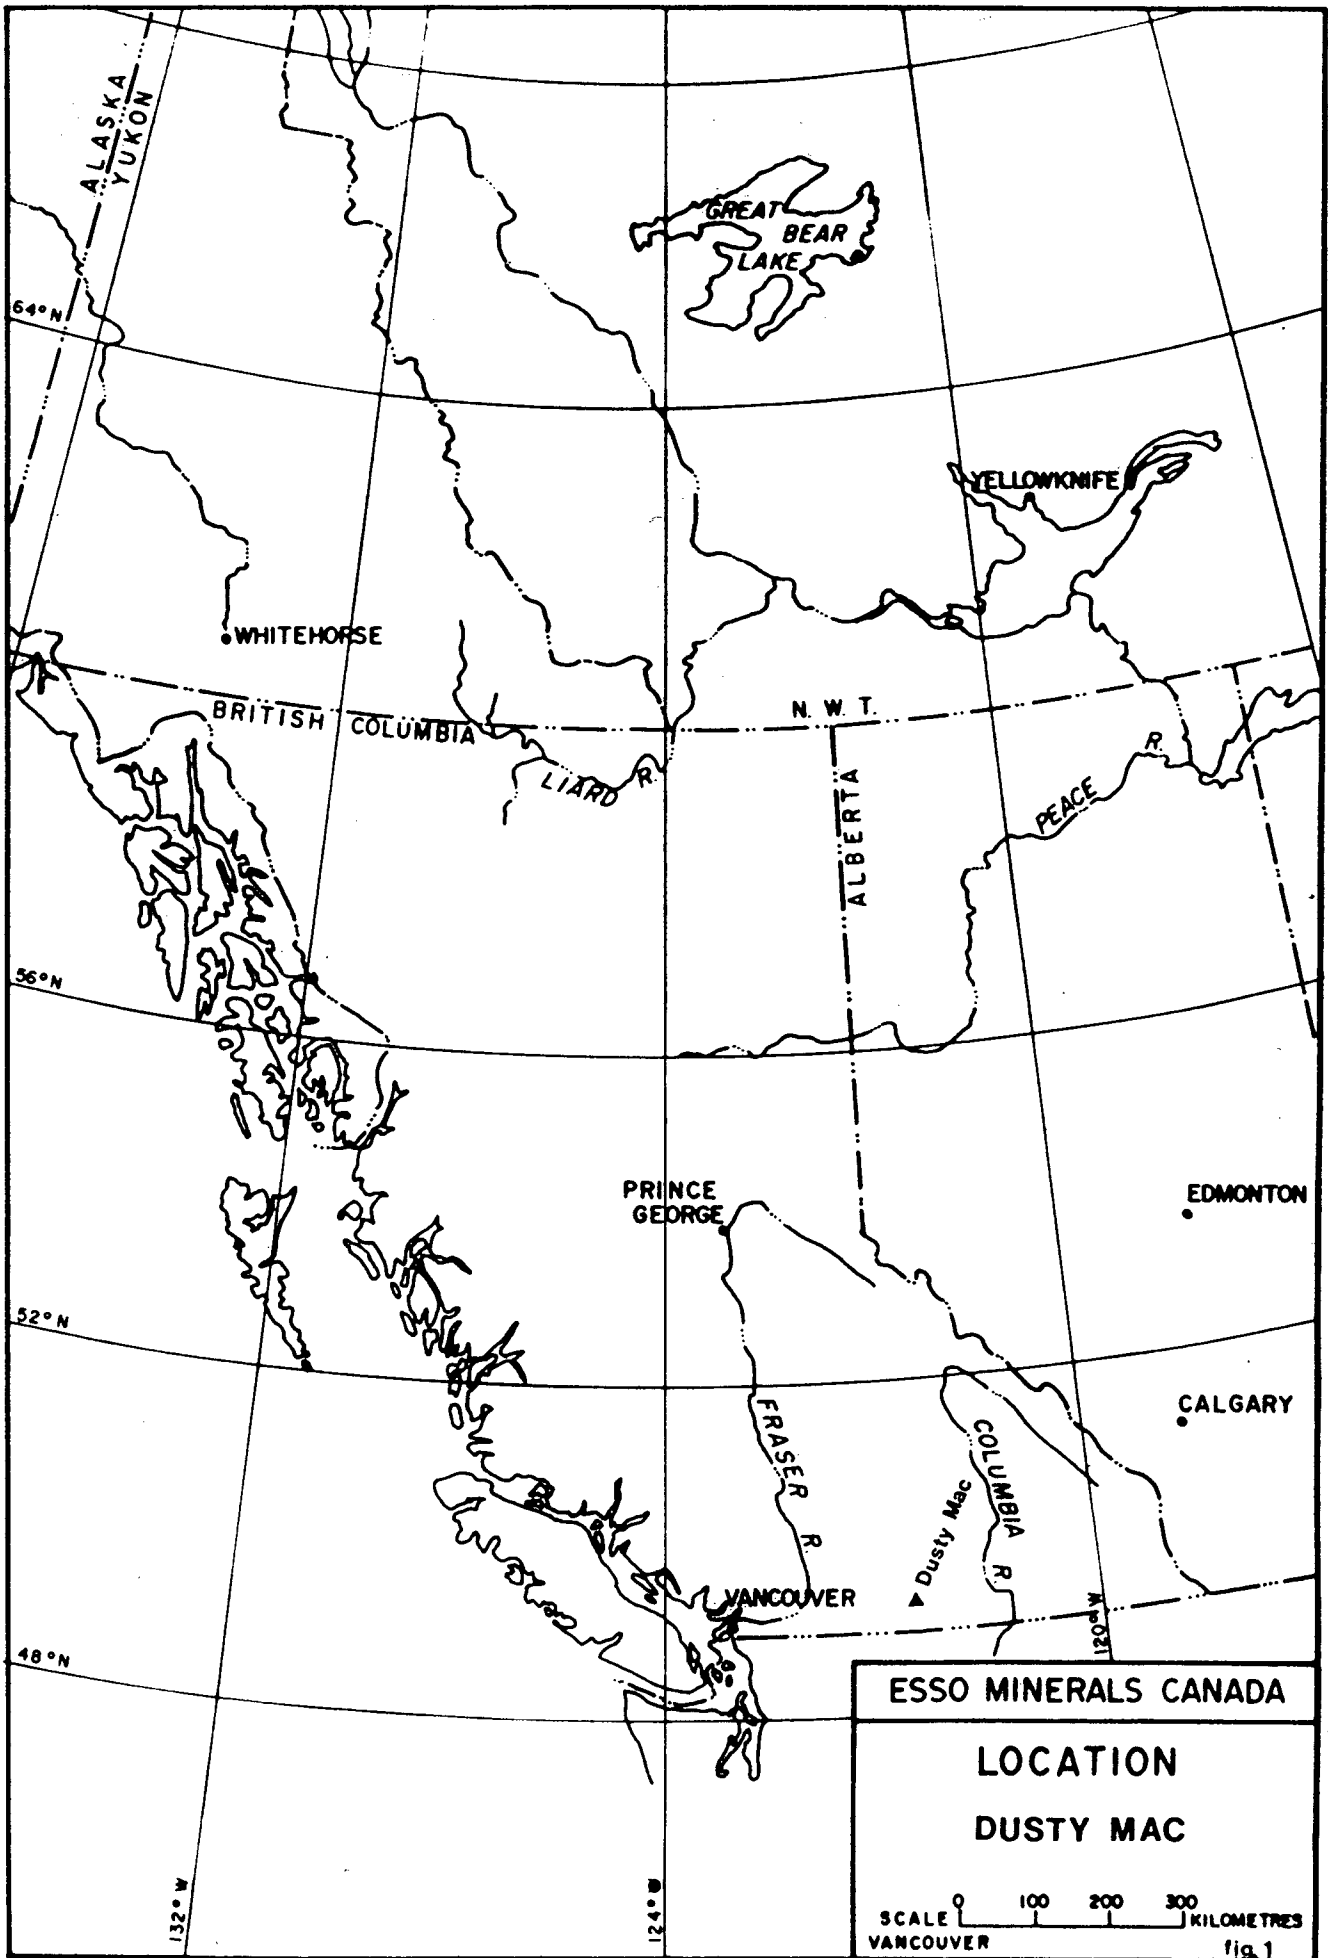 ALASKA
YUKON
GREAT
BEAR
LAKE
64° N
YELLOWKNIFE
WHITEHORSE
BRITISH COLUMBIA
N. W. T.
LIARD R.
ALBERTA
PEACE R.
56° N
PRINCE
GEORGE
EDMONTON
52° N
CALGARY
FRASER R.
COLUMBIA R.
Dusty Mac
VANCOUVER
120° W
48° N
132° W
124° W
ESSO MINERALS CANADA
LOCATION
DUSTY MAC
0 100 200 300
SCALE KILOMETRES
VANCOUVER fig. 1